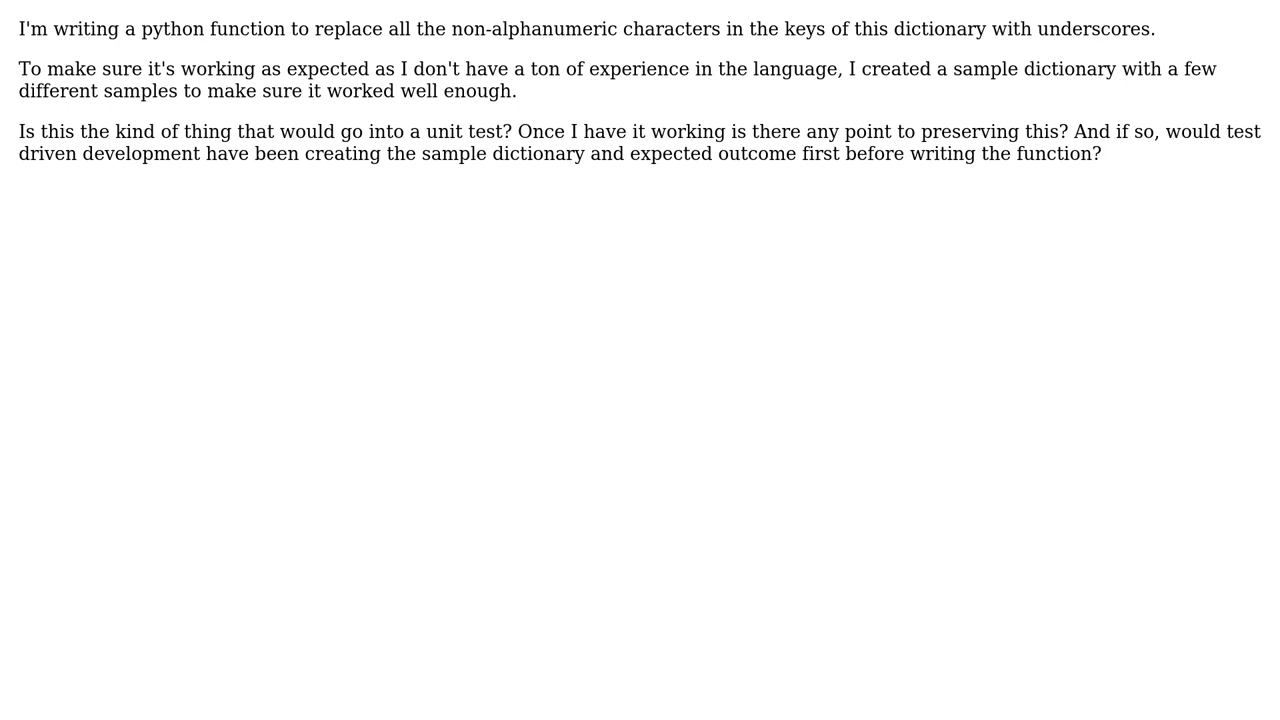 I'm writing a python function to replace all the non-alphanumeric characters in the keys of this dictionary with underscores.
To make sure it's working as expected as I don't have a ton of experience in the language, I created a sample dictionary with a few
different samples to make sure it worked well enough.
Is this the kind of thing that would go into a unit test? Once I have it working is there any point to preserving this? And if so, would test
driven development have been creating the sample dictionary and expected outcome first before writing the function?